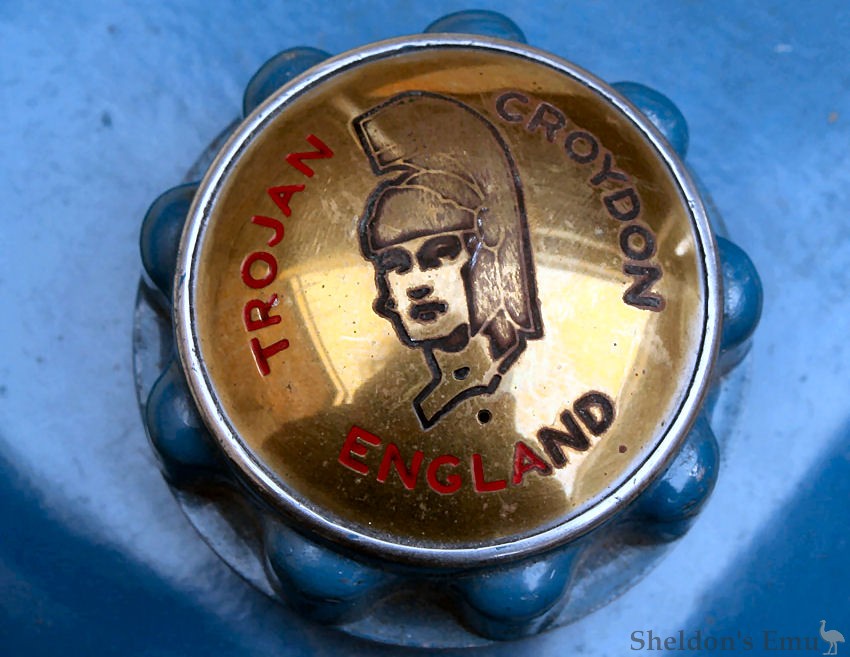 TROJAN
CROYDON
ENGLAND
Sheldon's Emu